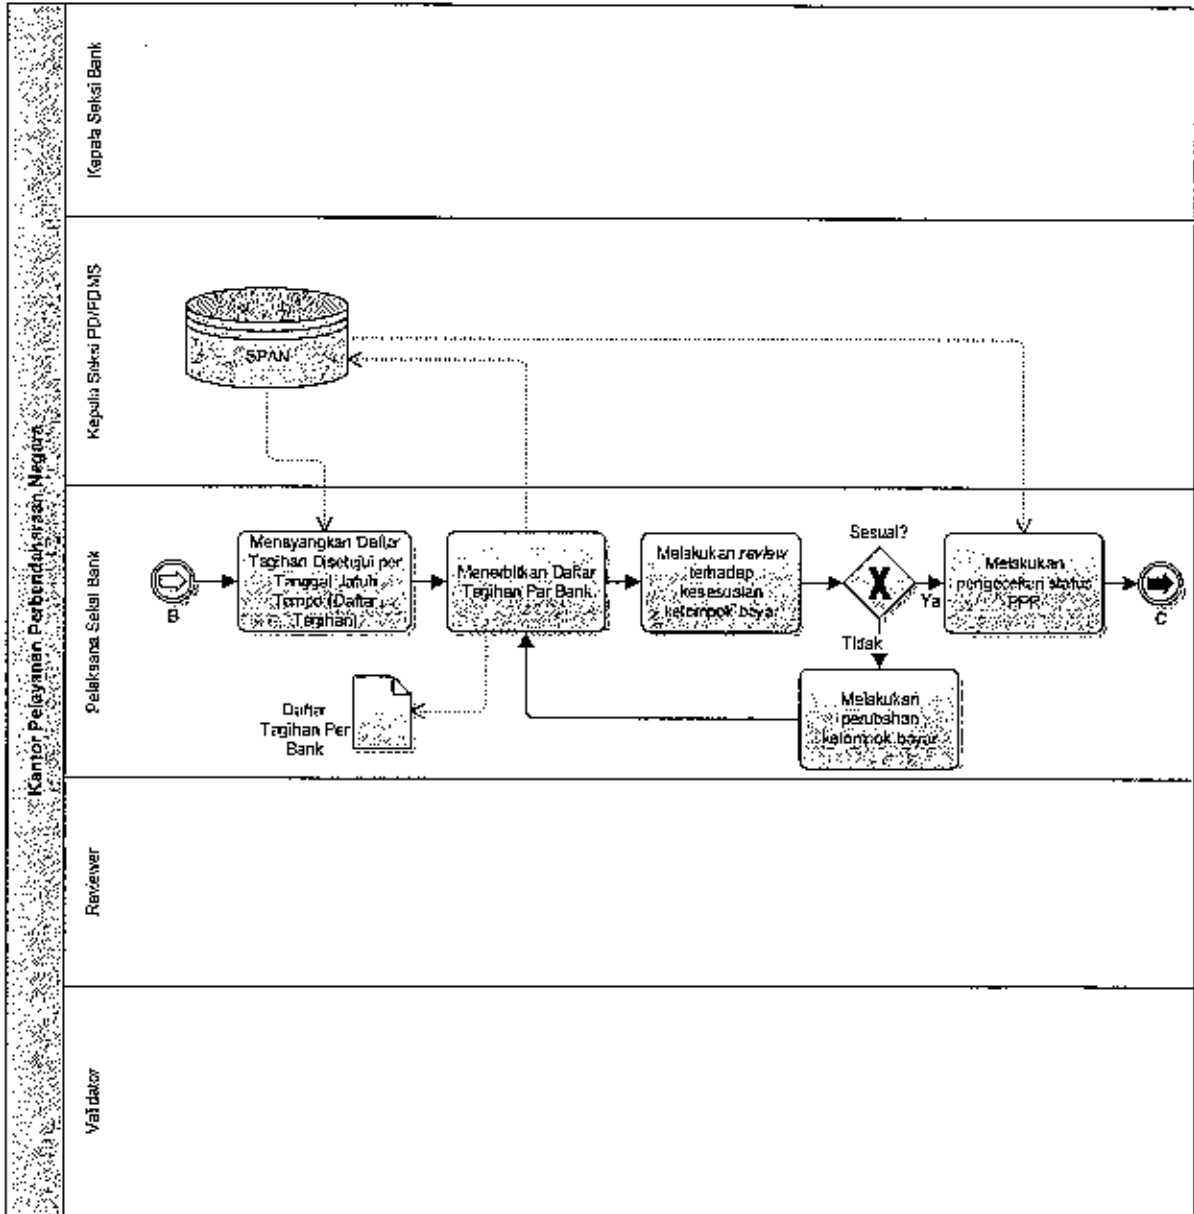 Kantor Pelayanan Perbendaharaan Negara
Kepala Seksi Bank
Kepala Seksi PD/PDMS
SPAN
Pelaksana Seksi Bank
B
Menayangkan Daftar
Tagihan Disetujui per
Tanggal Jatuh
Tempo (Daftar
Tagihan)
Menerbitkan Daftar
Tagihan Par Bank
Melakukan review
terhadap
kesesuaian
kelompok bayar
Sesuai?
X
Ya
Tidak
Melakukan
pengecekan status
PPR
C
Melakukan
perubahan
kelompok bayar
Daftar
Tagihan Per
Bank
Reviewer
Validator